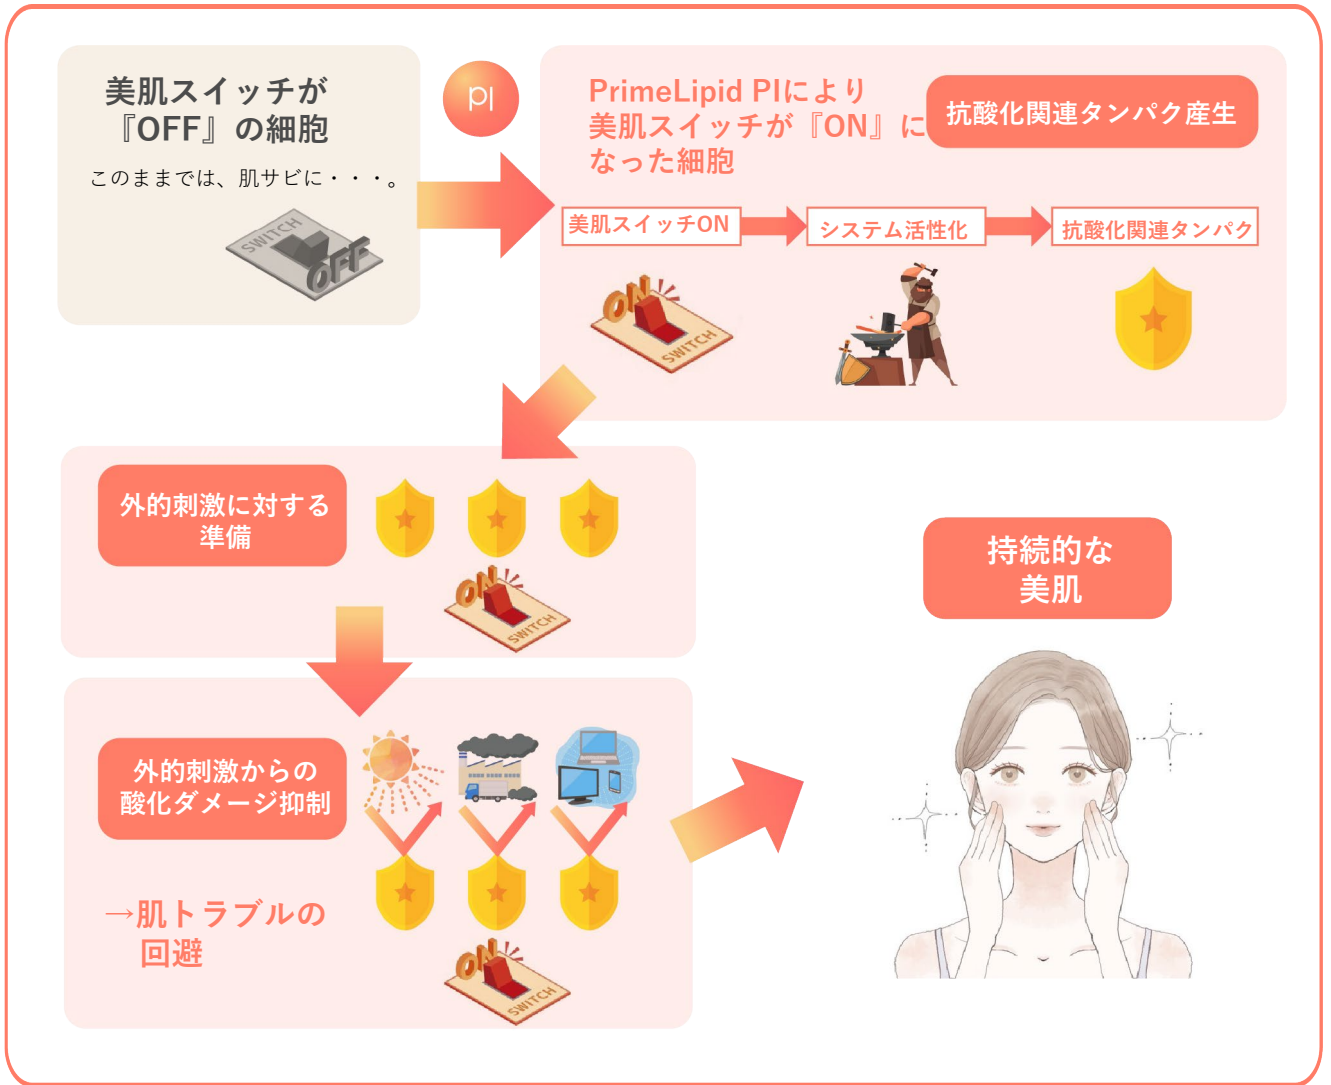 美肌スイッチが
『OFF』の細胞
このままでは、肌サビに・・・。
SWITCH
OFF
PI
PrimeLipid PIにより
美肌スイッチが『ON』に
なった細胞
抗酸化関連タンパク産生
美肌スイッチON
システム活性化
抗酸化関連タンパク
ON
SWITCH
外的刺激に対する
準備
ON
SWITCH
外的刺激からの
酸化ダメージ抑制
→肌トラブルの
回避
ON
SWITCH
持続的な
美肌